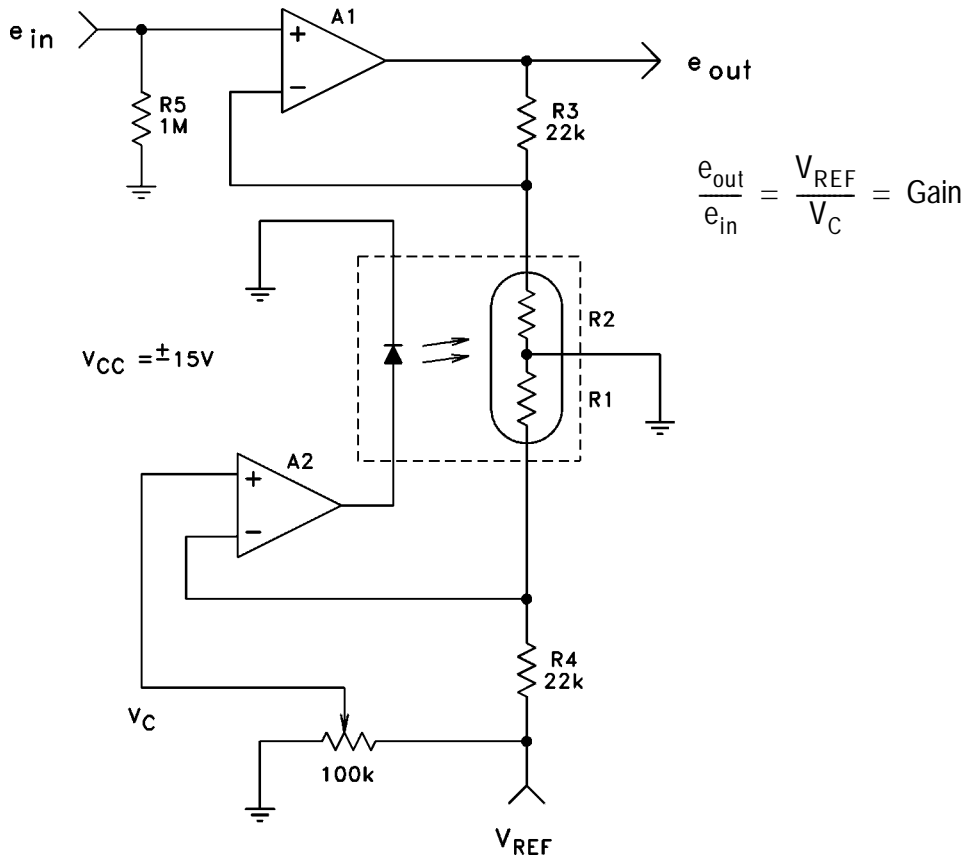 A1
e in
+
−
e out
R5
1M
R3
22k
e_out / e_in = V_REF / V_C = Gain
R2
V_CC = ±15V
R1
A2
+
−
R4
22k
V_C
100k
V_REF